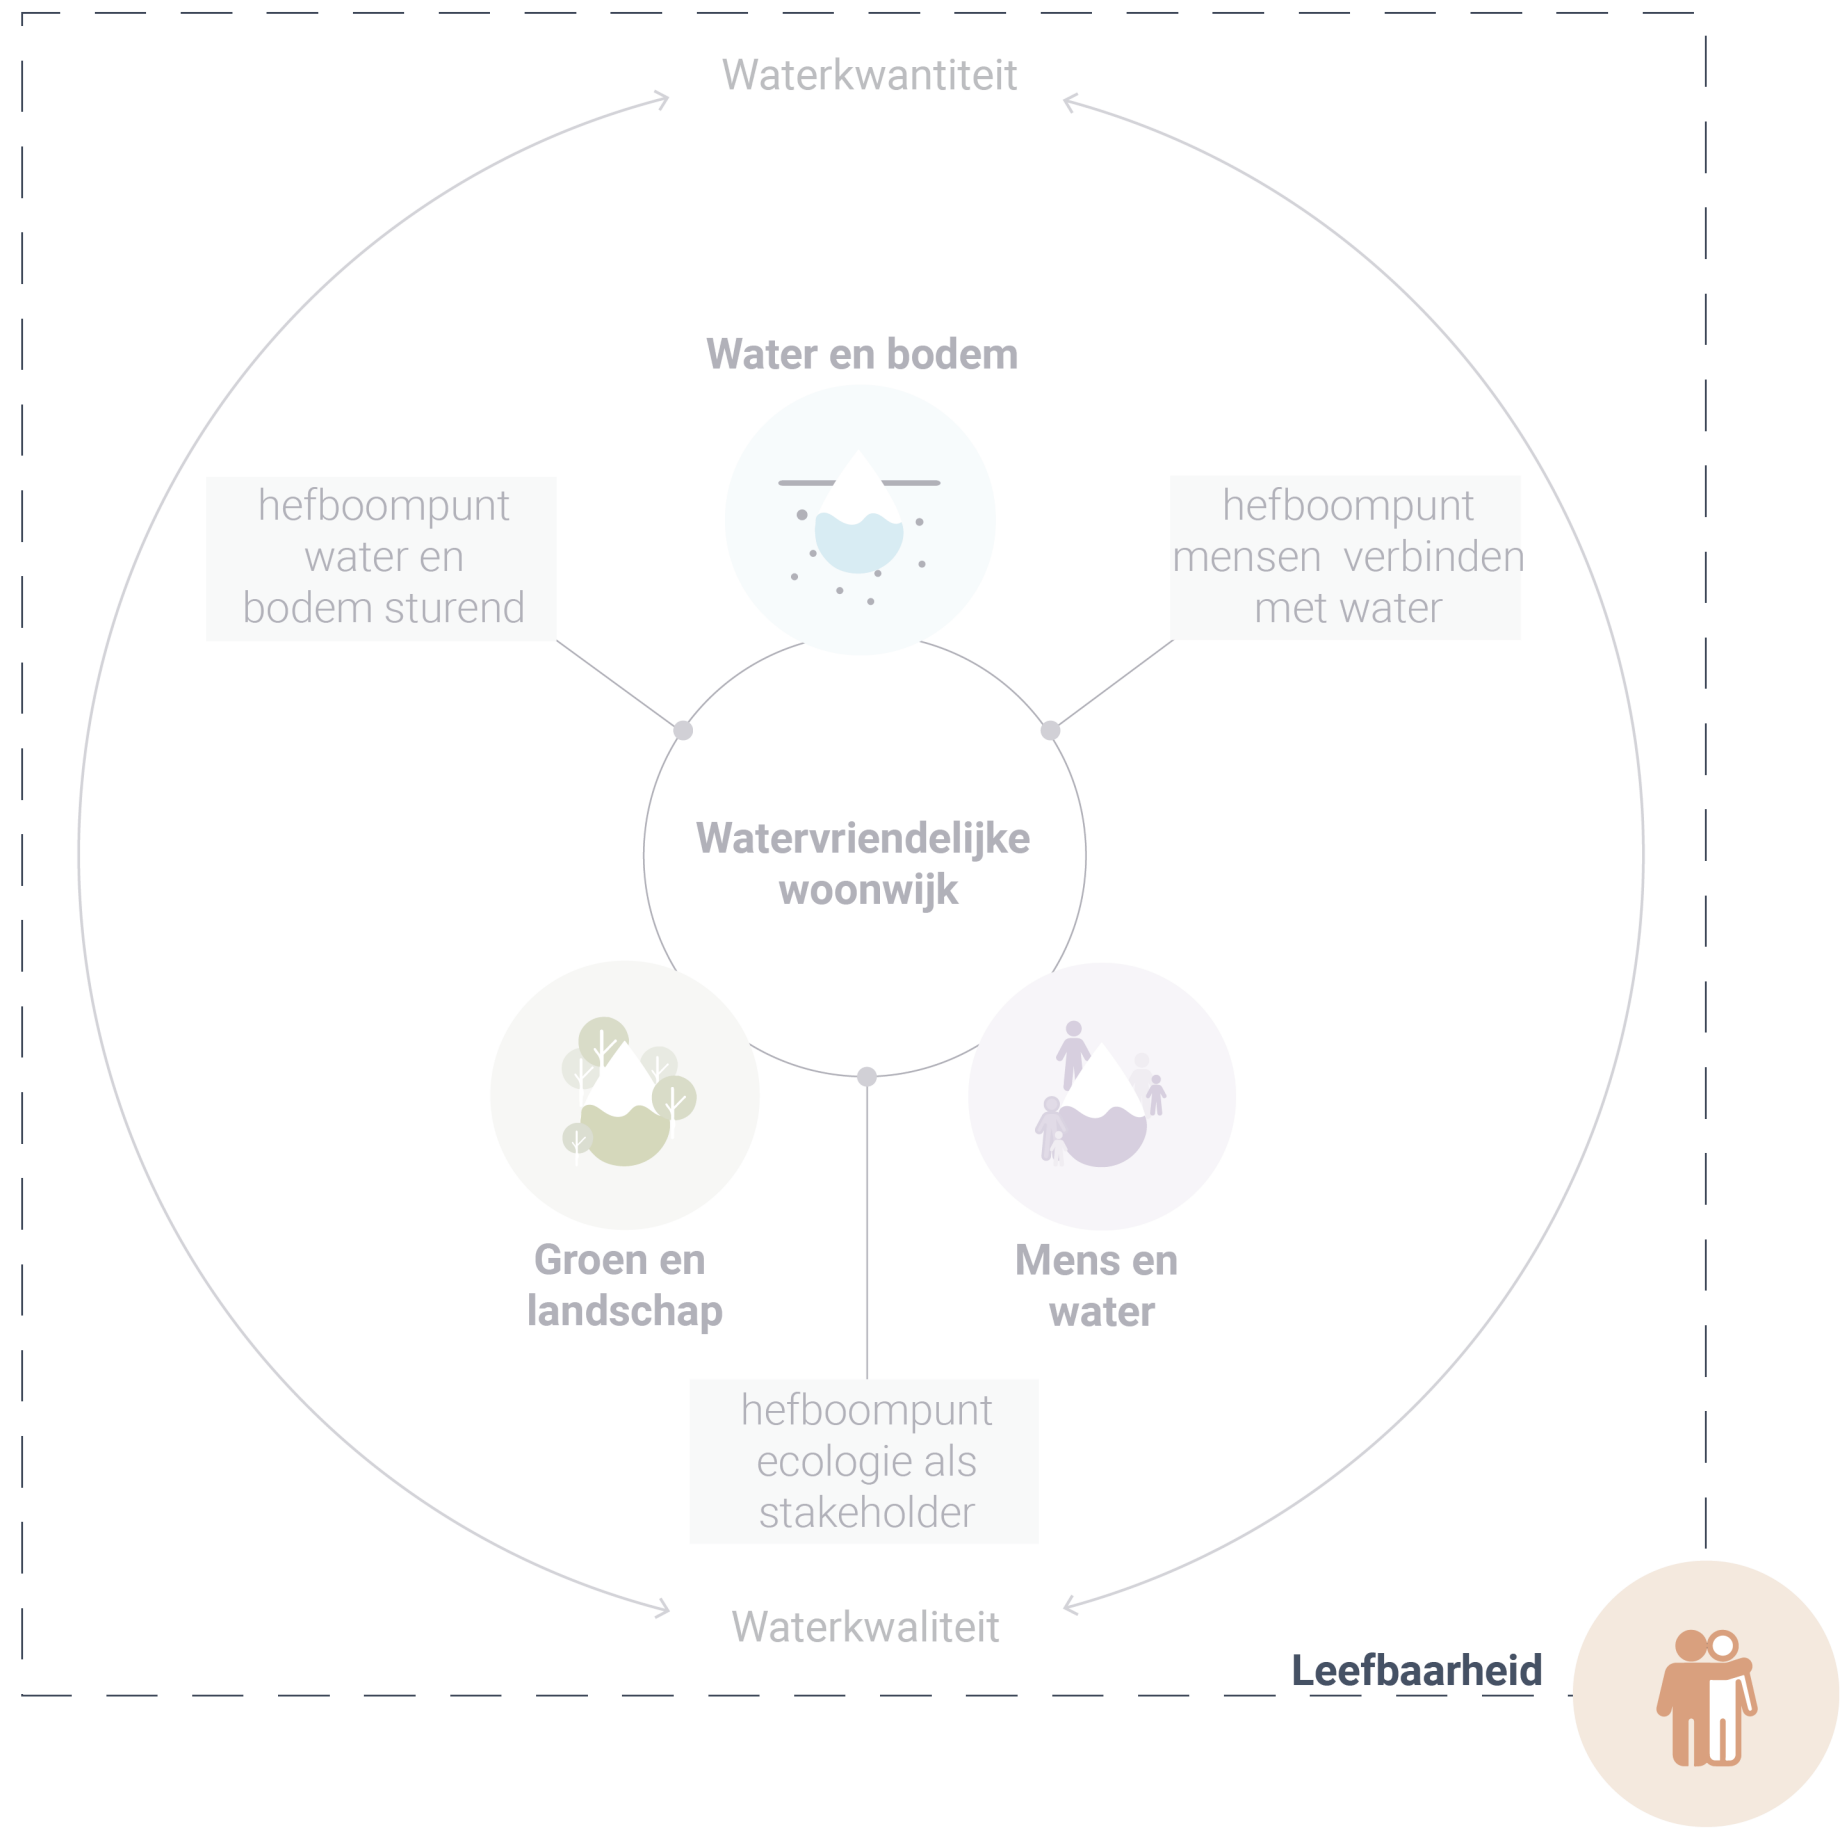 Waterkwantiteit
Water en bodem
hefboompunt
water en
bodem sturend
hefboompunt
mensen  verbinden
met water
Watervriendelijke
woonwijk
Groen en
landschap
Mens en
water
hefboompunt
ecologie als
stakeholder
Waterkwaliteit
Leefbaarheid